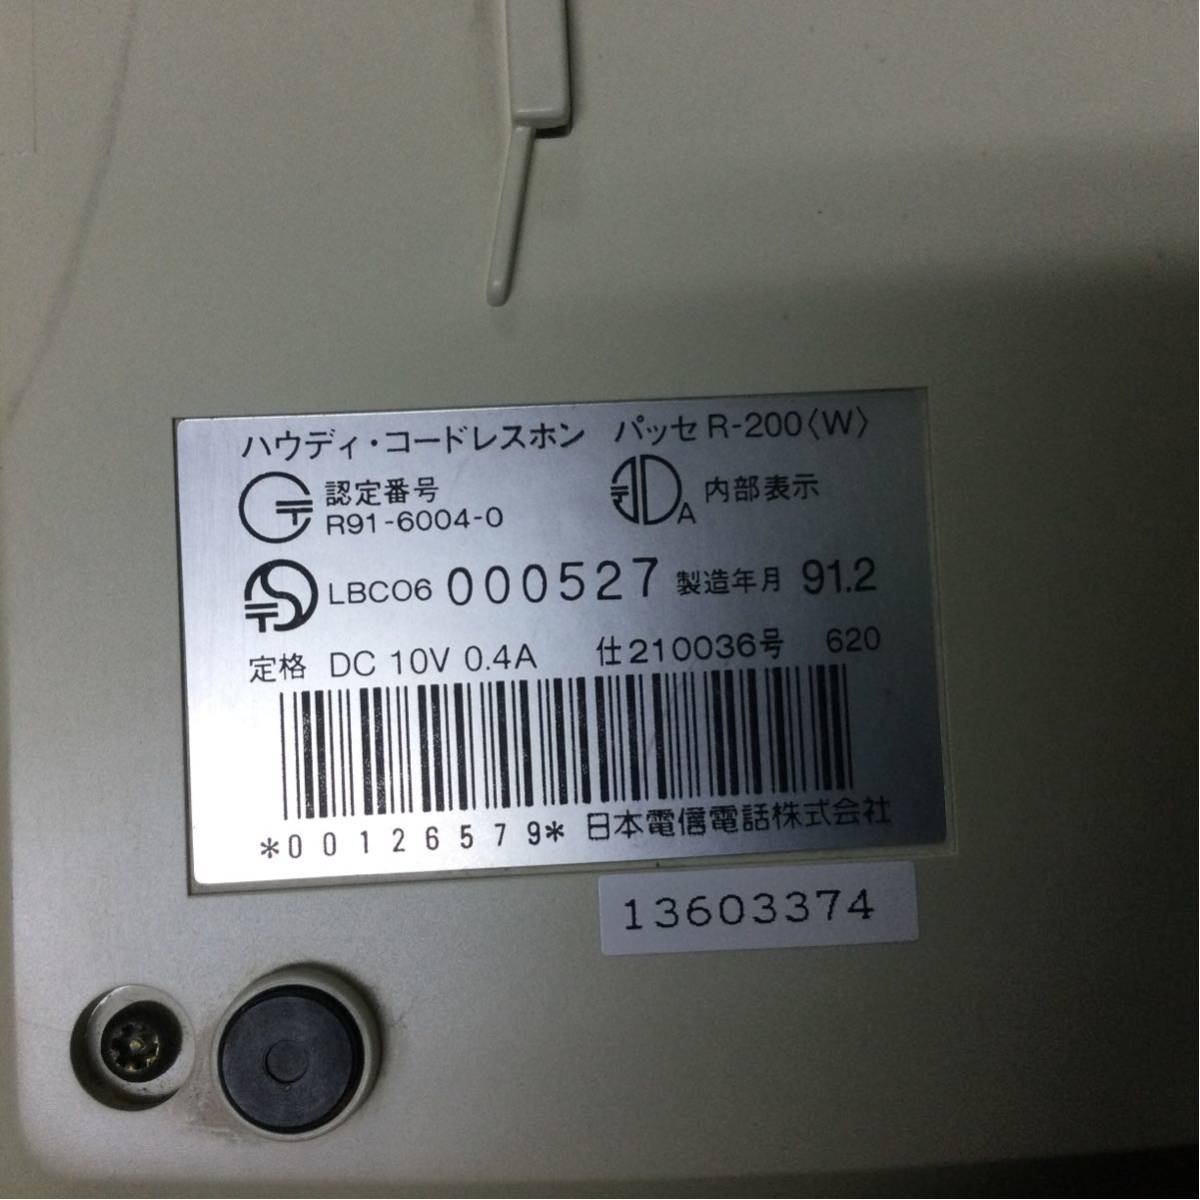 ハウディ・コードレスホン パッセ R-200〈W〉
認定番号 内部表示
R91-6004-0 A
LBC06 000527 製造年月 91.2
定格 DC 10V 0.4A 仕210036号 620
*00126579* 日本電信電話株式会社
13603374